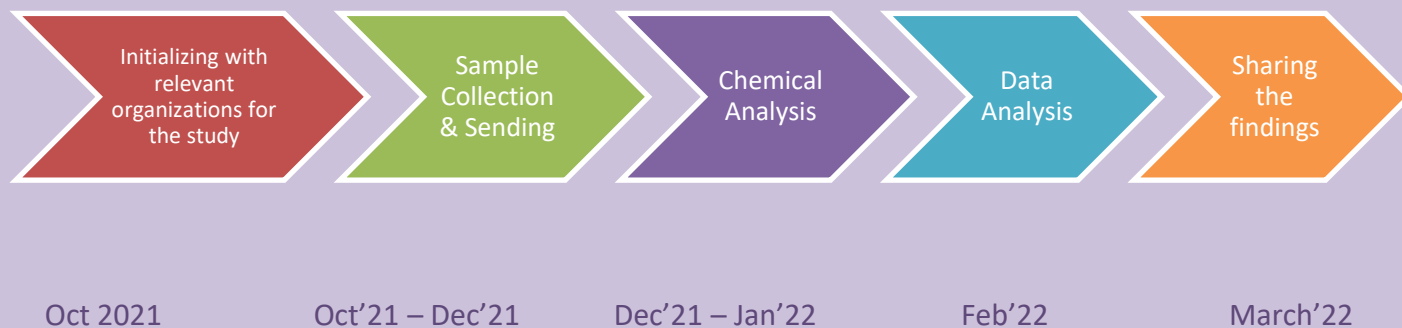 Initializing with
relevant
organizations for
the study
Sample
Collection
& Sending
Chemical
Analysis
Data
Analysis
Sharing
the
findings
Oct 2021
Oct’21 – Dec’21
Dec’21 – Jan’22
Feb’22
March’22